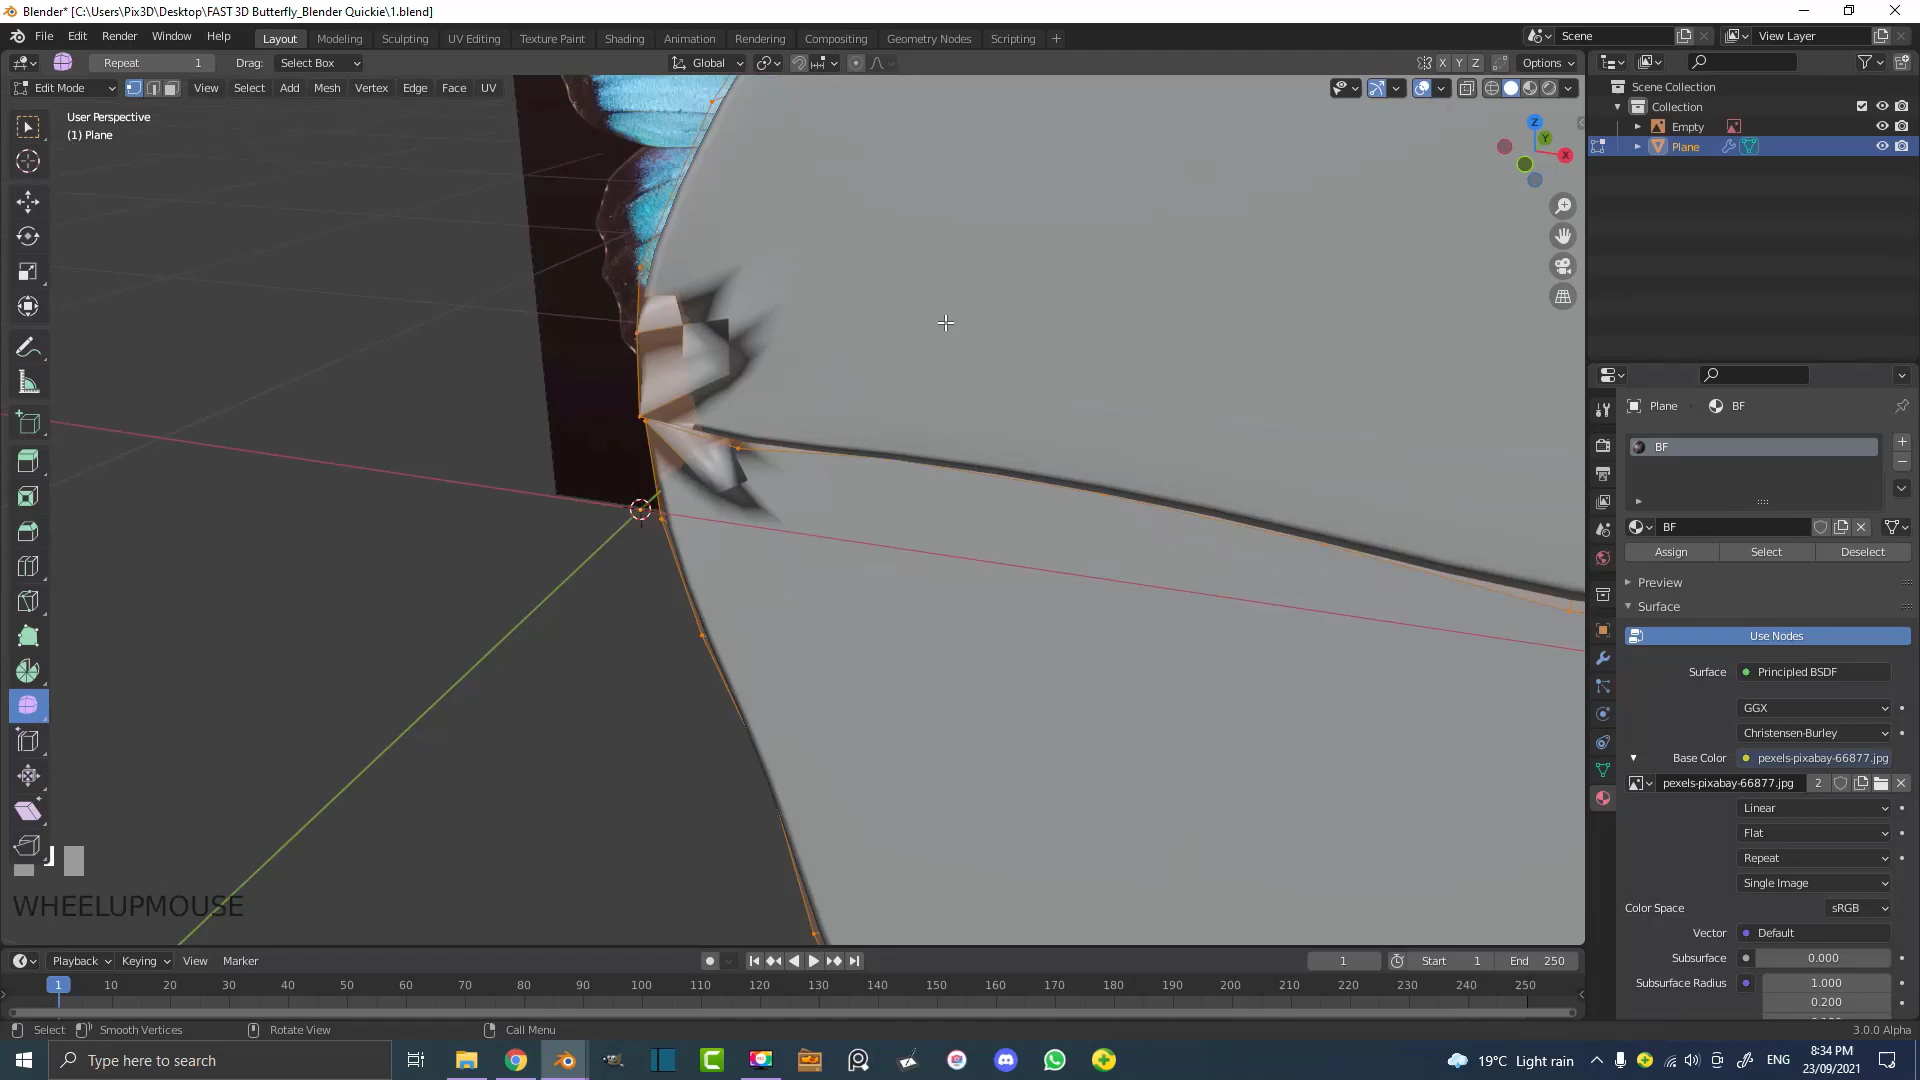 Blender* [C:\Users\Pix3D\Desktop\FAST 3D Butterfly_Blender Quickie\1.blend]
File Edit Render Window Help Layout Modeling Sculpting UV Editing Texture Paint Shading Animation Rendering Compositing Geometry Nodes Scripting + Scene View Layer
Repeat 1 Drag: Select Box Global X Y Z Options
Edit Mode View Select Add Mesh Vertex Edge Face UV
Scene Collection
Collection
Empty
Plane
User Perspective
(1) Plane
Z
Y
X
Plane BF
BF
BF
Assign Select Deselect
Preview
Surface
Use Nodes
Surface Principled BSDF
GGX
Christensen-Burley
Base Color pexels-pixabay-66877.jpg
pexels-pixabay-66877.jpg 2
Linear
Flat
Repeat
Single Image
Color Space sRGB
Vector Default
Subsurface 0.000
Subsurface Radius 1.000
0.200
WHEELUPMOUSE
Playback Keying View Marker 1 Start 1 End 250
1 10 20 30 40 50 60 70 80 90 100 110 120 130 140 150 160 170 180 190 200 210 220 230 240 250
Select Smooth Vertices Rotate View Call Menu 3.0.0 Alpha
Type here to search 19°C Light rain ENG 8:34 PM
23/09/2021